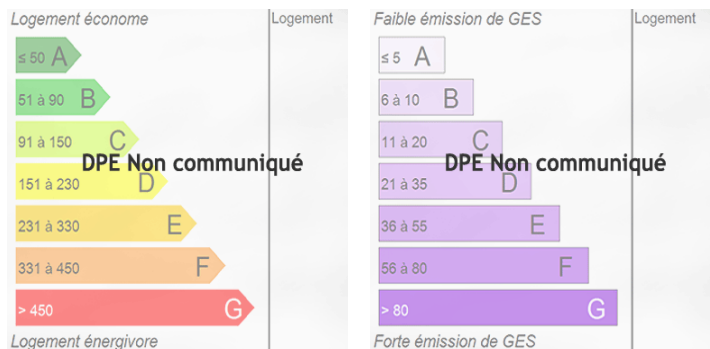 Logement économe
Logement
≤ 50 A
51 à 90 B
91 à 150 C
DPE Non communiqué
151 à 230 D
231 à 330 E
331 à 450 F
> 450 G
Logement énergivore
Faible émission de GES
Logement
≤ 5 A
6 à 10 B
11 à 20 C
DPE Non communiqué
21 à 35 D
36 à 55 E
56 à 80 F
> 80 G
Forte émission de GES